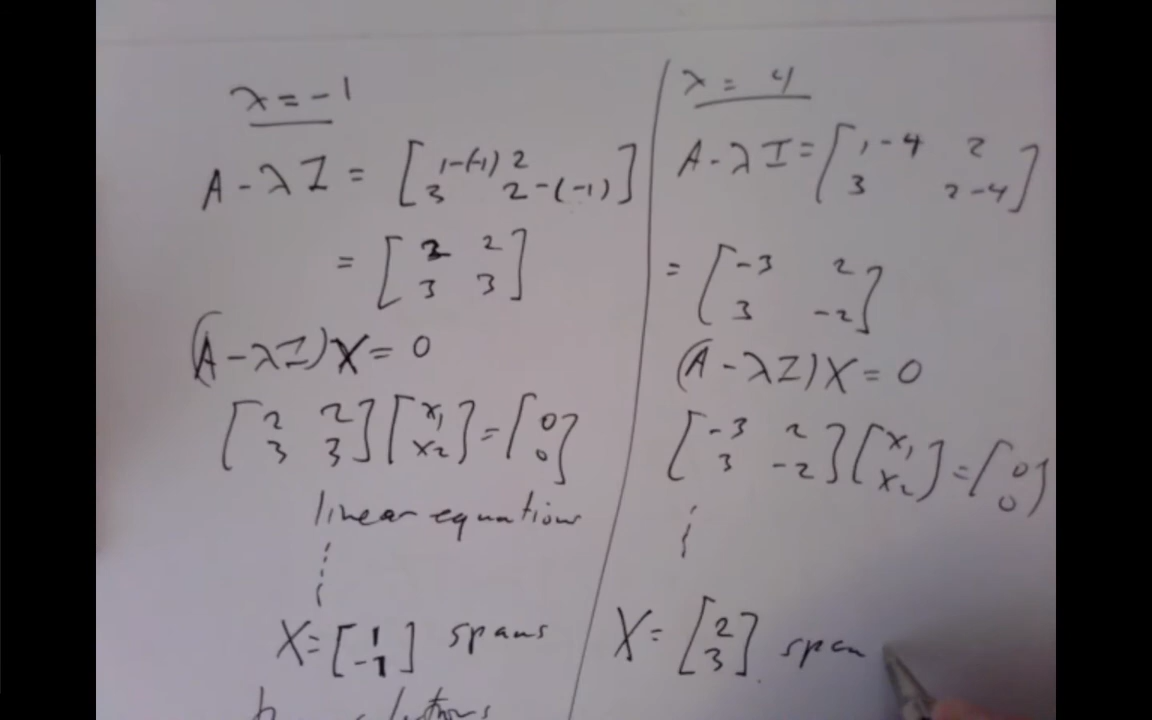 λ = -1
A - λI = [1-(-1) 2
3 2-(-1)]
= [2 2
3 3]
(A - λI)X = 0
[2 2
3 3] [x₁
x₂] = [0
0]
linear equations
⋮
X = [1
-1] spans
λ = 4
A - λI = [1-4 2
3 2-4]
= [-3 2
3 -2]
(A - λI)X = 0
[-3 2
3 -2] [x₁
x₂] = [0
0]
⋮
X = [2
3] span